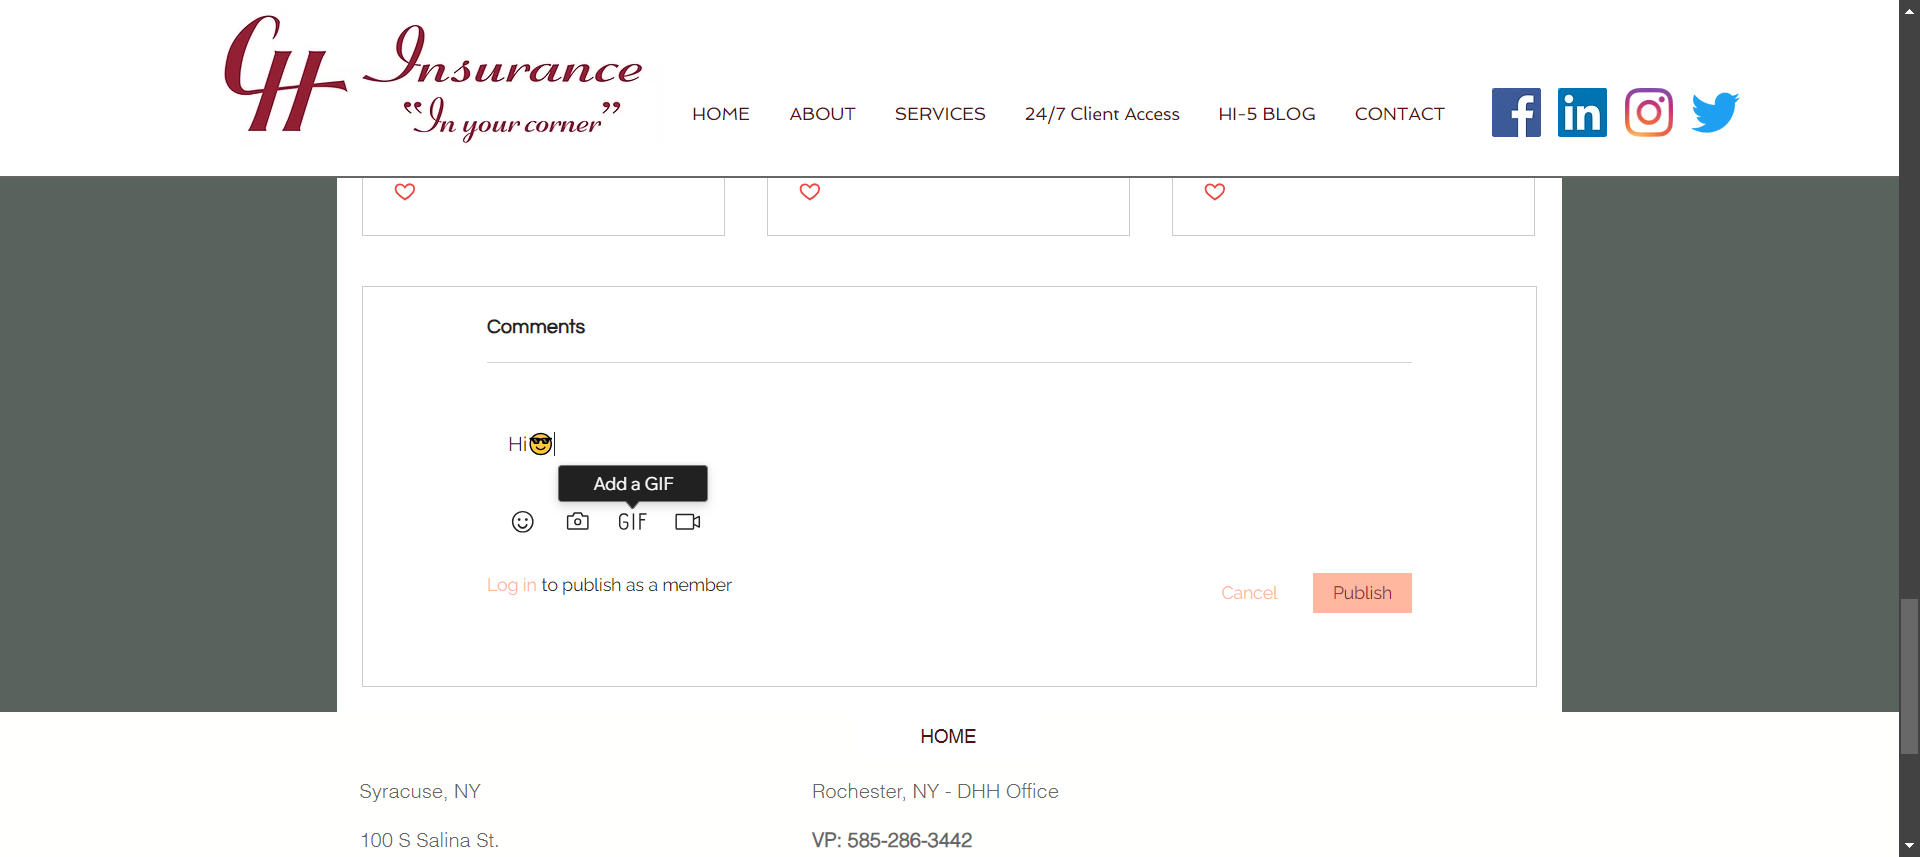 CH Insurance
“In your corner”
HOME ABOUT SERVICES 24/7 Client Access HI-5 BLOG CONTACT
Comments
Hi😎
Add a GIF
GIF
Log in to publish as a member
Cancel Publish
HOME
Syracuse, NY Rochester, NY - DHH Office
100 S Salina St. VP: 585-286-3442